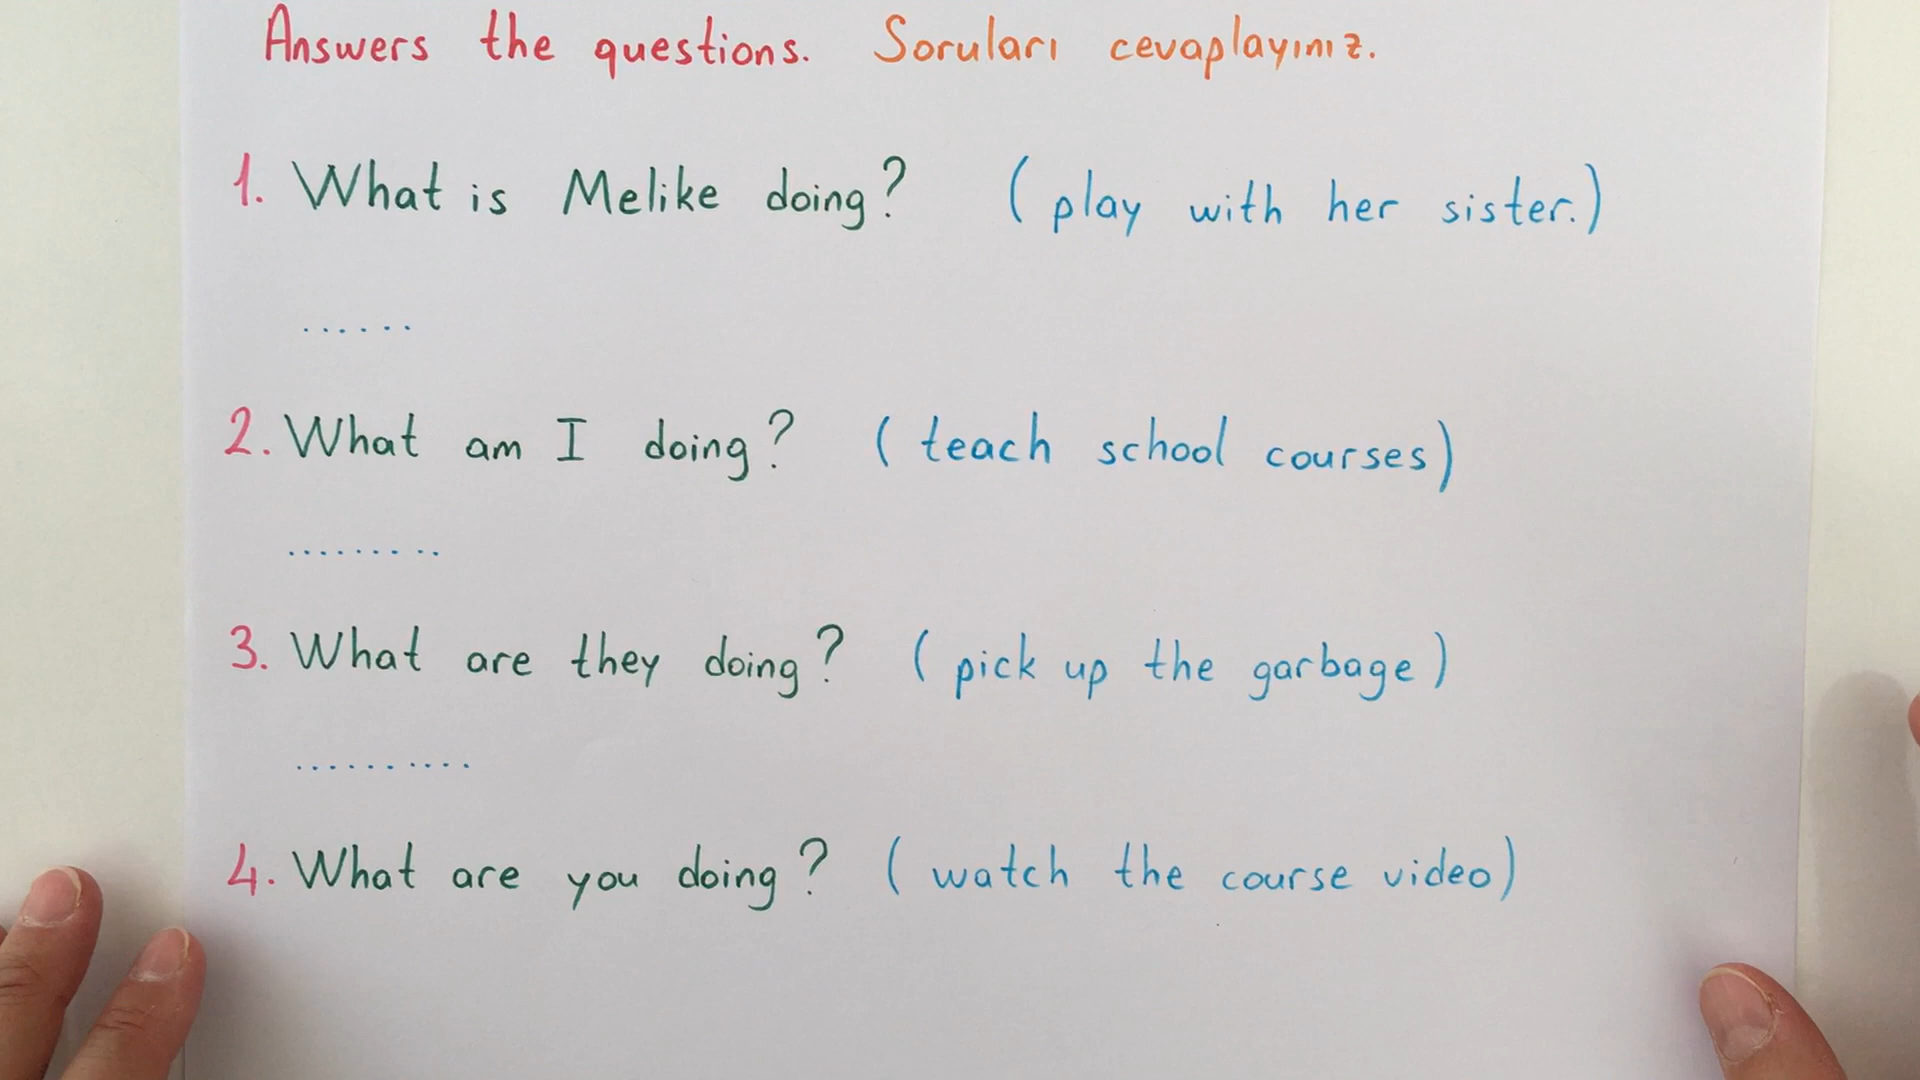 Answers the questions. Soruları cevaplayınız.
1. What is Melike doing? (play with her sister.)
......
2. What am I doing? (teach school courses)
.........
3. What are they doing? (pick up the garbage)
..........
4. What are you doing? (watch the course video)